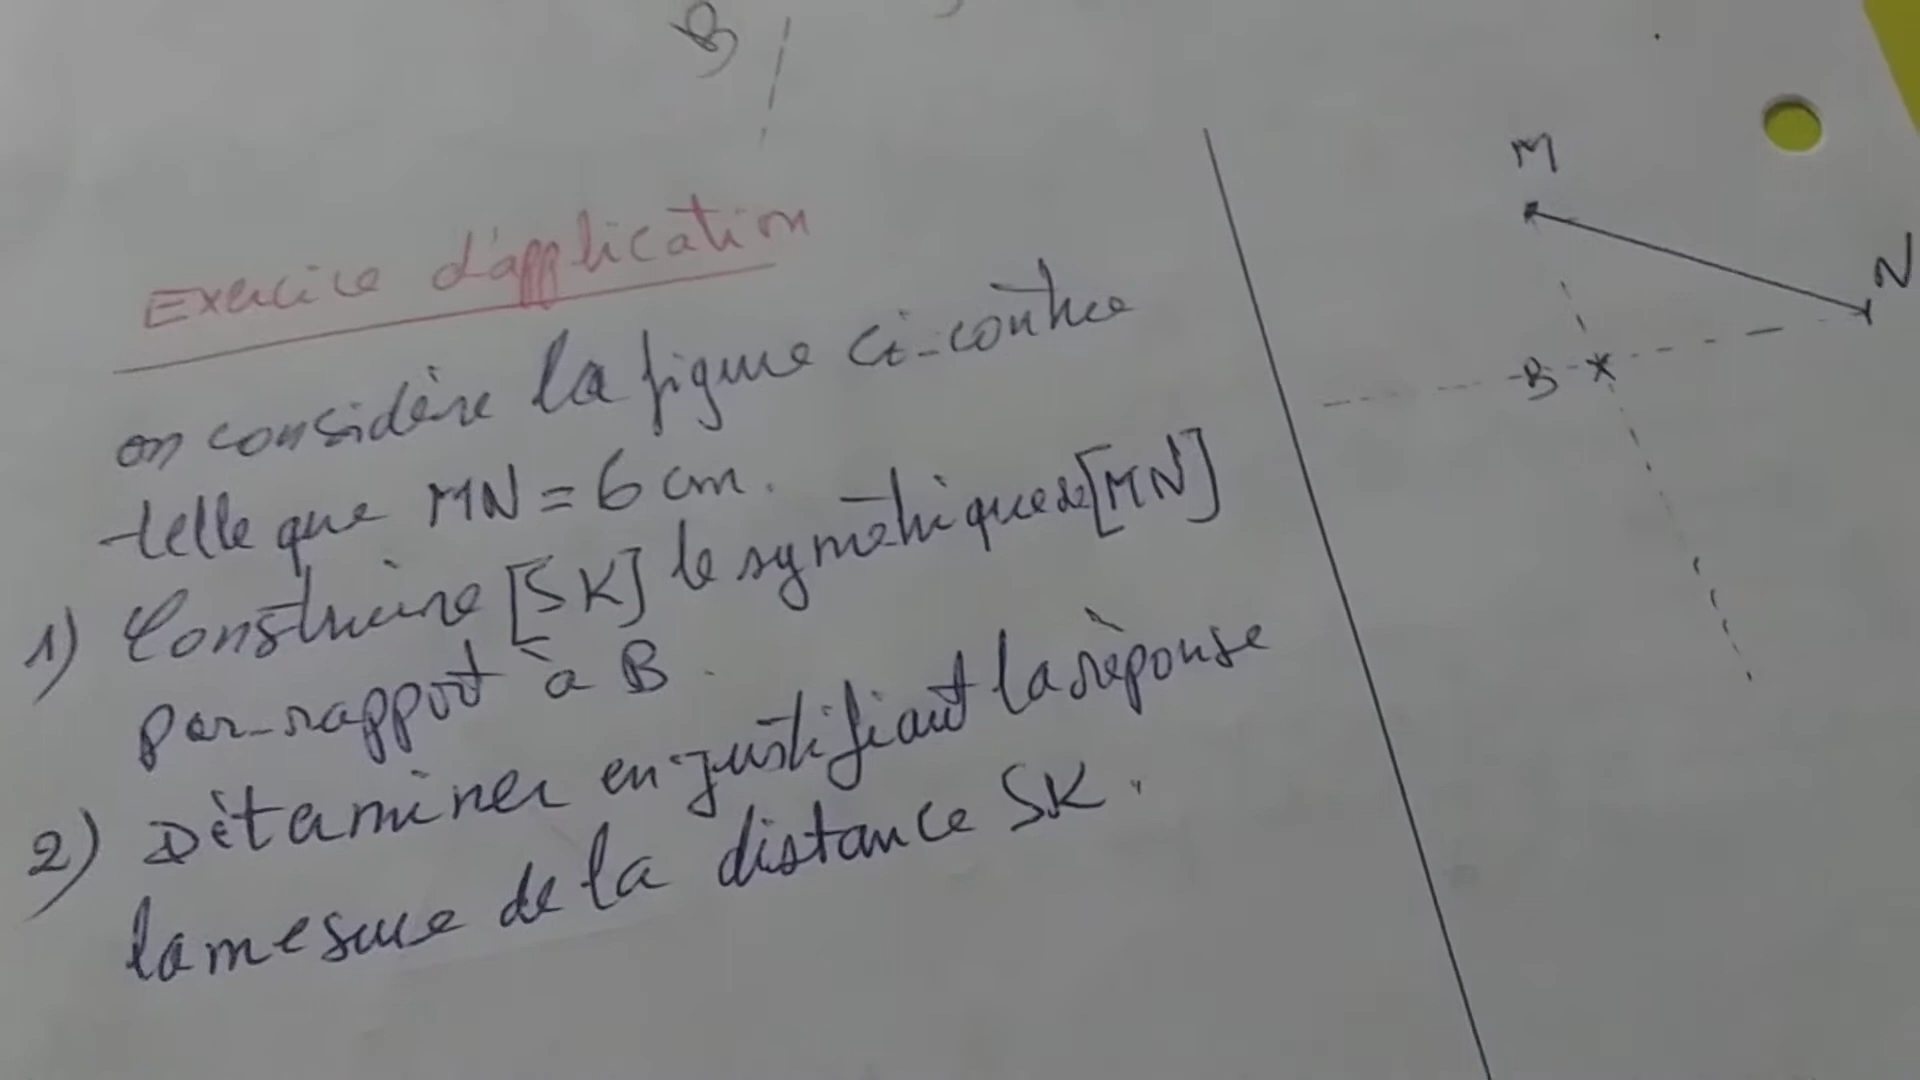 B
Exercice d'application
on considère la figure ci-contre
telle que MN = 6 cm.
1) Construire [SK] le symétrique de [MN]
par-rapport à B.
2) Détaminer en justifiant la réponse
la mesure de la distance SK.
M
N
B